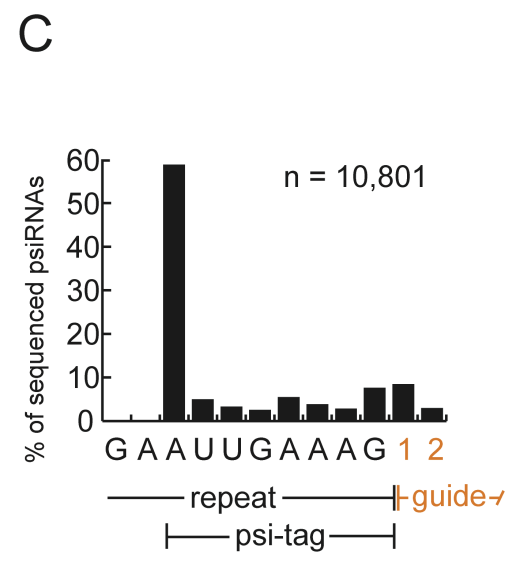 C
% of sequenced psiRNAs
60
50
40
30
20
10
0
n = 10,801
G A A U U G A A A G 1 2
repeat guide
psi-tag